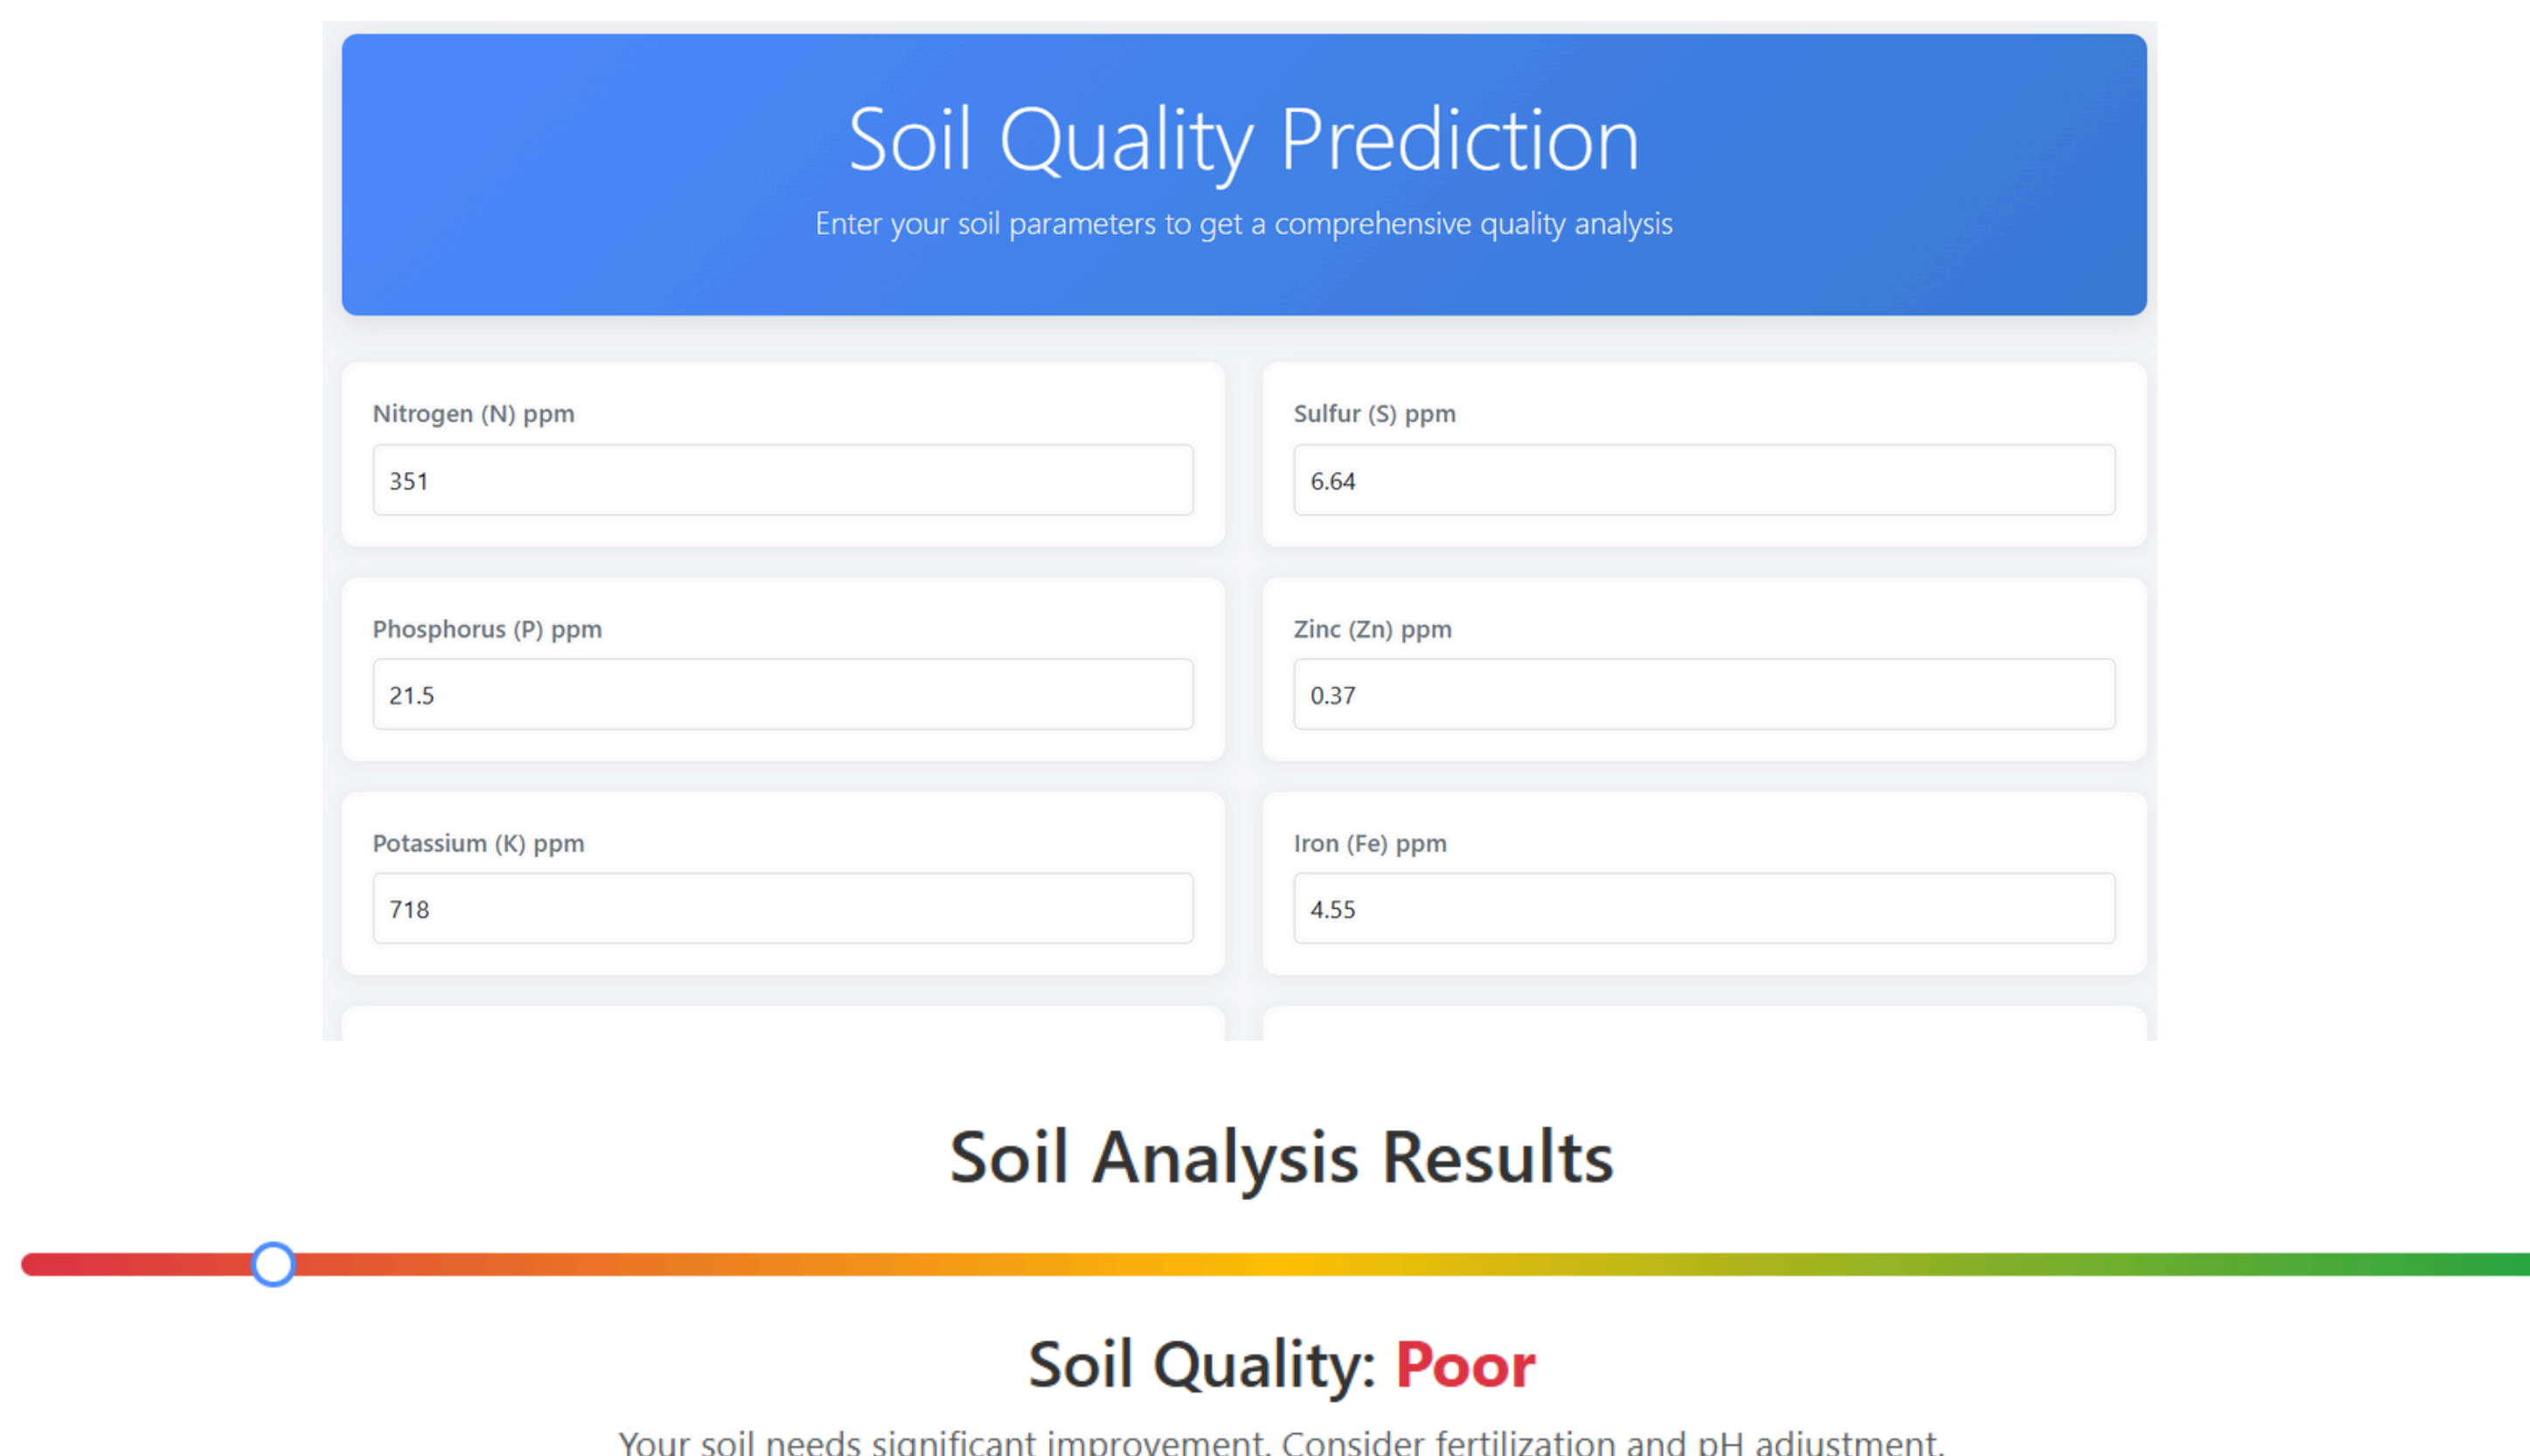 Soil Quality Prediction
Enter your soil parameters to get a comprehensive quality analysis
Nitrogen (N) ppm
351
Sulfur (S) ppm
6.64
Phosphorus (P) ppm
21.5
Zinc (Zn) ppm
0.37
Potassium (K) ppm
718
Iron (Fe) ppm
4.55
Soil Analysis Results
Soil Quality: Poor
Your soil needs significant improvement. Consider fertilization and pH adjustment.